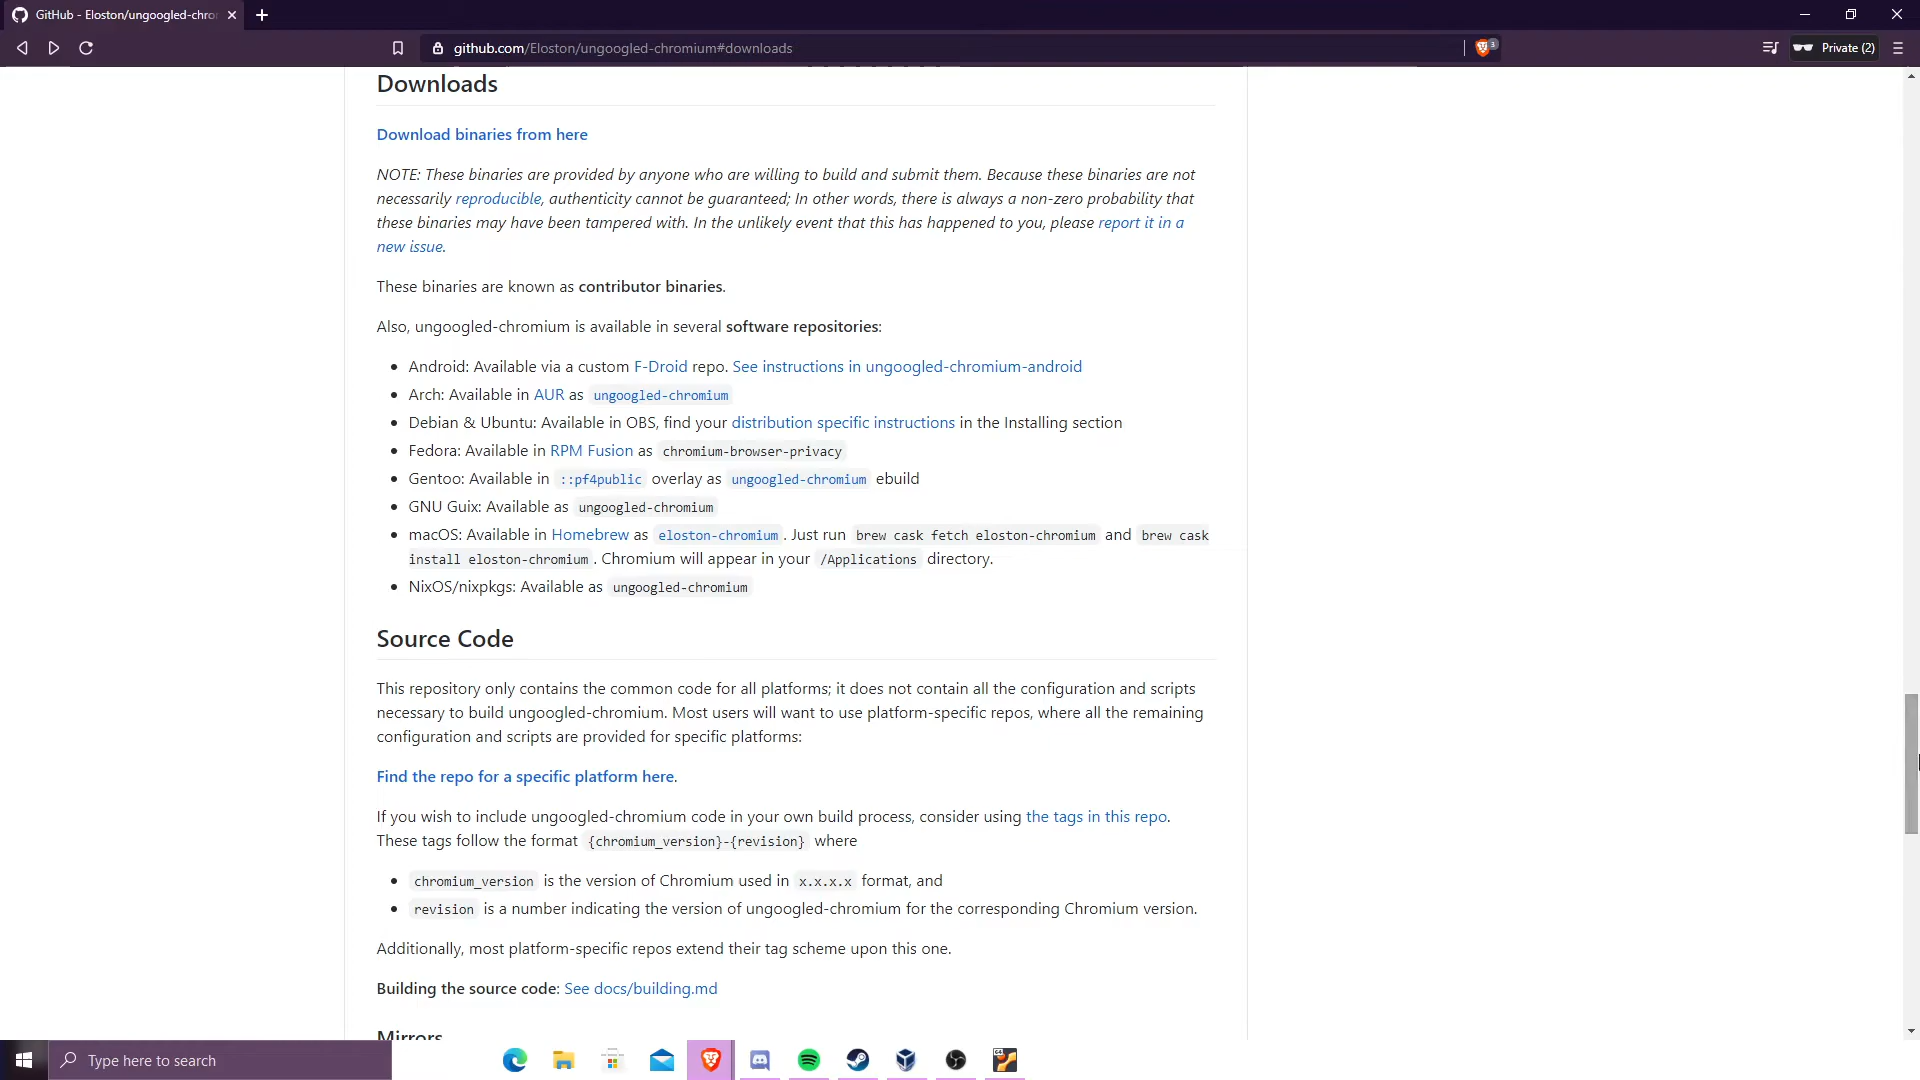 GitHub - Eloston/ungoogled-chro
github.com/Eloston/ungoogled-chromium#downloads
3
Private (2)
Downloads
Download binaries from here
NOTE: These binaries are provided by anyone who are willing to build and submit them. Because these binaries are not
necessarily reproducible, authenticity cannot be guaranteed; In other words, there is always a non-zero probability that
these binaries may have been tampered with. In the unlikely event that this has happened to you, please report it in a
new issue.
These binaries are known as contributor binaries.
Also, ungoogled-chromium is available in several software repositories:
Android: Available via a custom F-Droid repo. See instructions in ungoogled-chromium-android
Arch: Available in AUR as ungoogled-chromium
Debian & Ubuntu: Available in OBS, find your distribution specific instructions in the Installing section
Fedora: Available in RPM Fusion as chromium-browser-privacy
Gentoo: Available in ::pf4public overlay as ungoogled-chromium ebuild
GNU Guix: Available as ungoogled-chromium
macOS: Available in Homebrew as eloston-chromium. Just run brew cask fetch eloston-chromium and brew cask
install eloston-chromium. Chromium will appear in your /Applications directory.
NixOS/nixpkgs: Available as ungoogled-chromium
Source Code
This repository only contains the common code for all platforms; it does not contain all the configuration and scripts
necessary to build ungoogled-chromium. Most users will want to use platform-specific repos, where all the remaining
configuration and scripts are provided for specific platforms:
Find the repo for a specific platform here.
If you wish to include ungoogled-chromium code in your own build process, consider using the tags in this repo.
These tags follow the format {chromium_version}-{revision} where
chromium_version is the version of Chromium used in x.x.x.x format, and
revision is a number indicating the version of ungoogled-chromium for the corresponding Chromium version.
Additionally, most platform-specific repos extend their tag scheme upon this one.
Building the source code: See docs/building.md
Mirrors
Type here to search